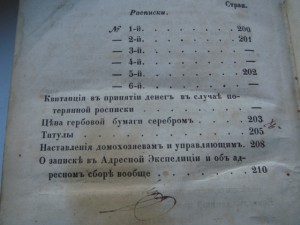 Стран.
Росписки.
№ 1-й. . . . . . . . 200
— 2-й. . . . . . . . 201
— 3-й. . . . . . . . —
— 4-й. . . . . . . . —
— 5-й. . . . . . . . 202
— 6-й. . . . . . . . —
Квитанція въ принятіи денегъ въ случаѣ по-
терянной росписки . . . . . . —
Цѣна гербовой бумаги серебромъ. . . . 203
Титулы . . . . . . . . 205
Наставленія домохозяевамъ и управляющимъ. 208
О запискѣ въ Адресной Экспедиціи и объ ад-
ресномъ сборѣ вообще . . . . . 210